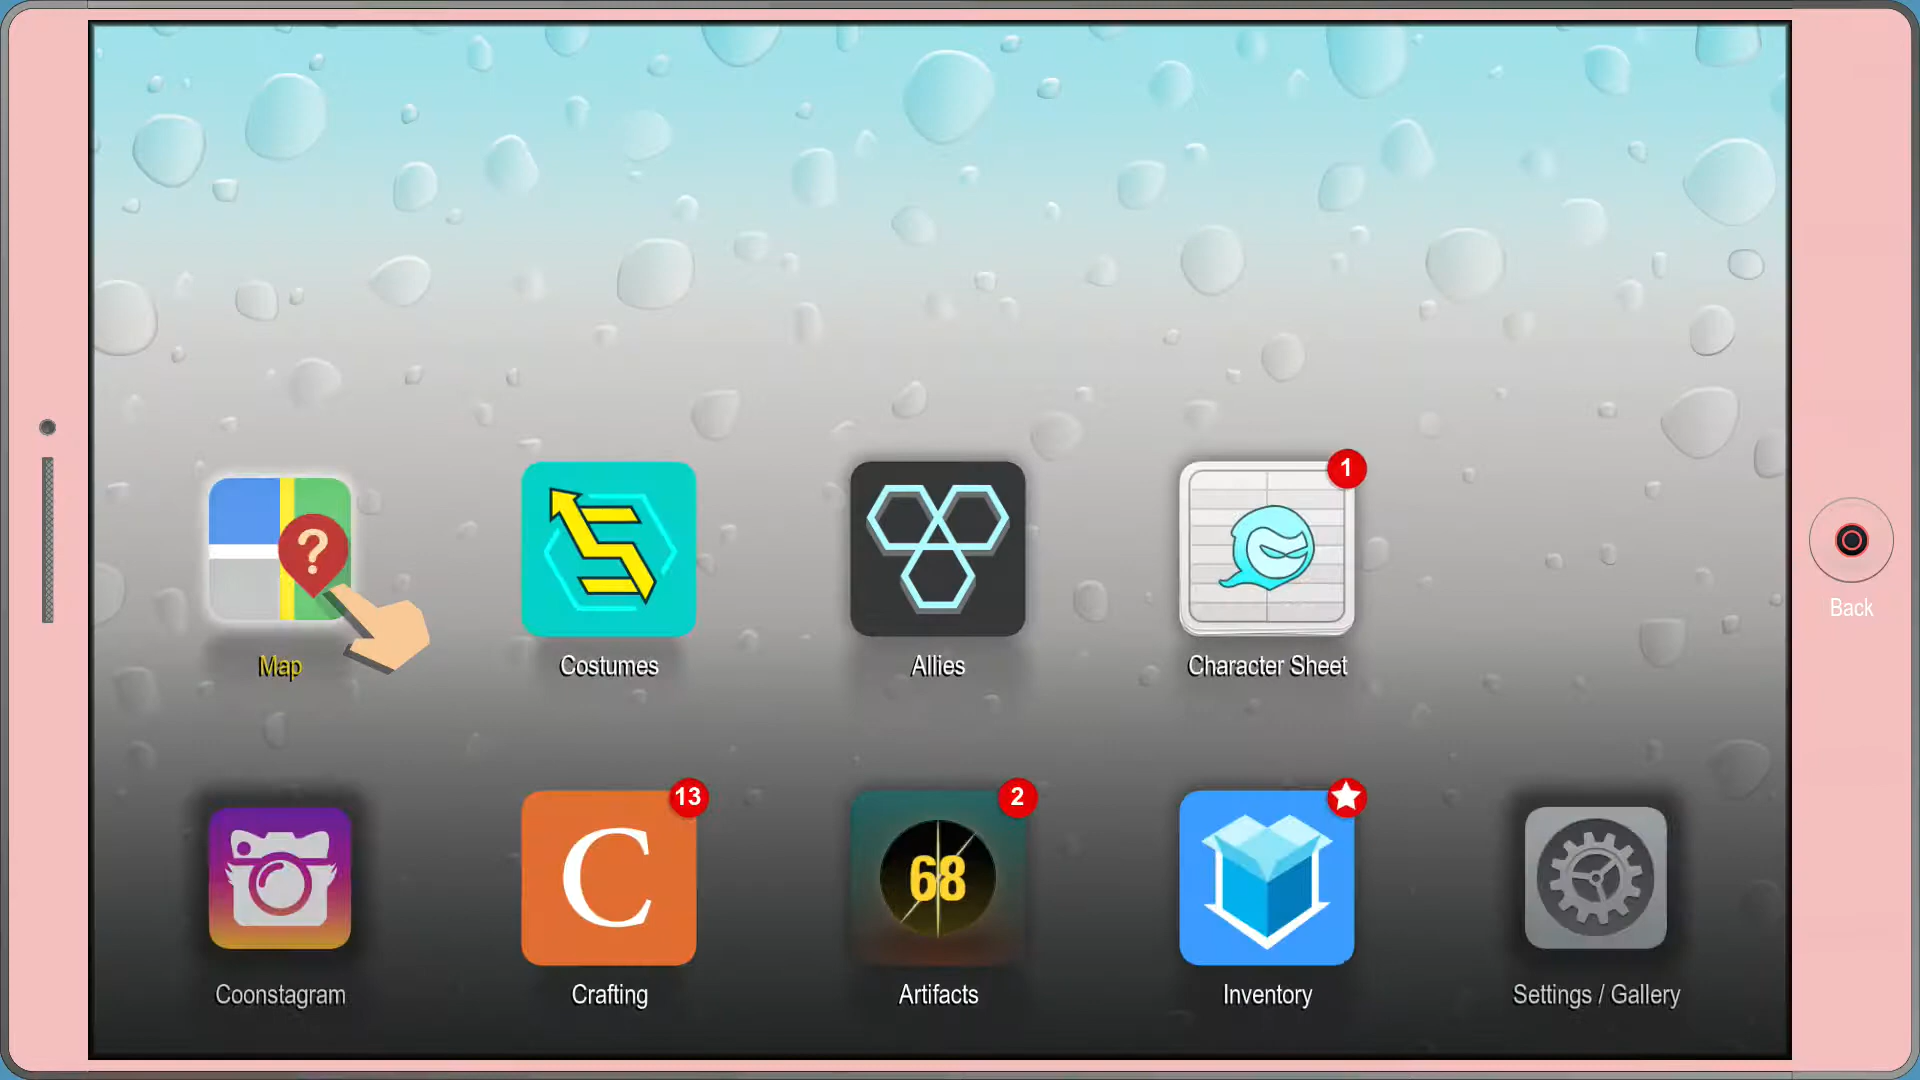 ?
1
Map
Costumes
Allies
Character Sheet
Back
13
2
C
68
Coonstagram
Crafting
Artifacts
Inventory
Settings / Gallery